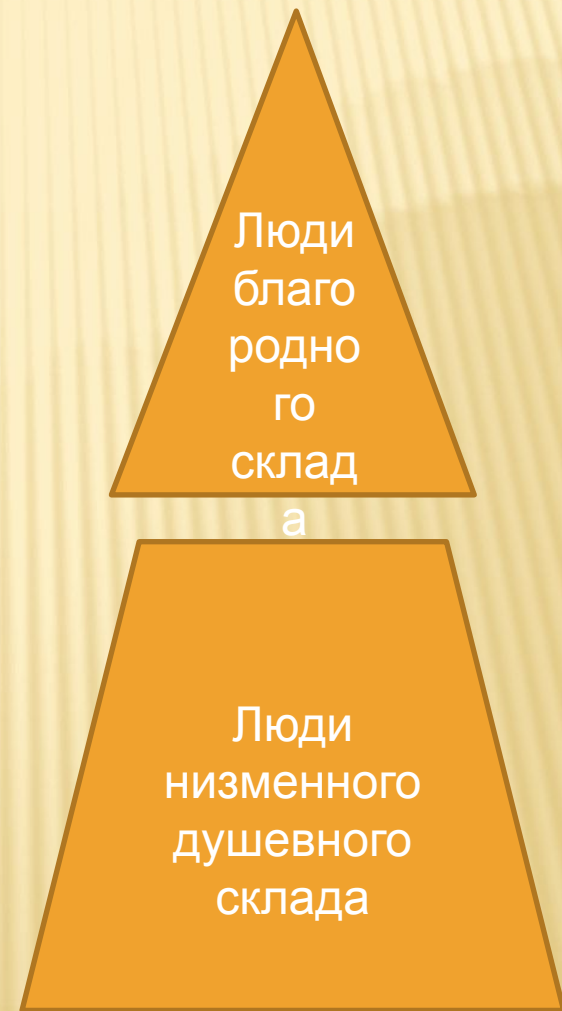 Люди
благо
родно
го
склад
а
Люди
низменного
душевного
склада